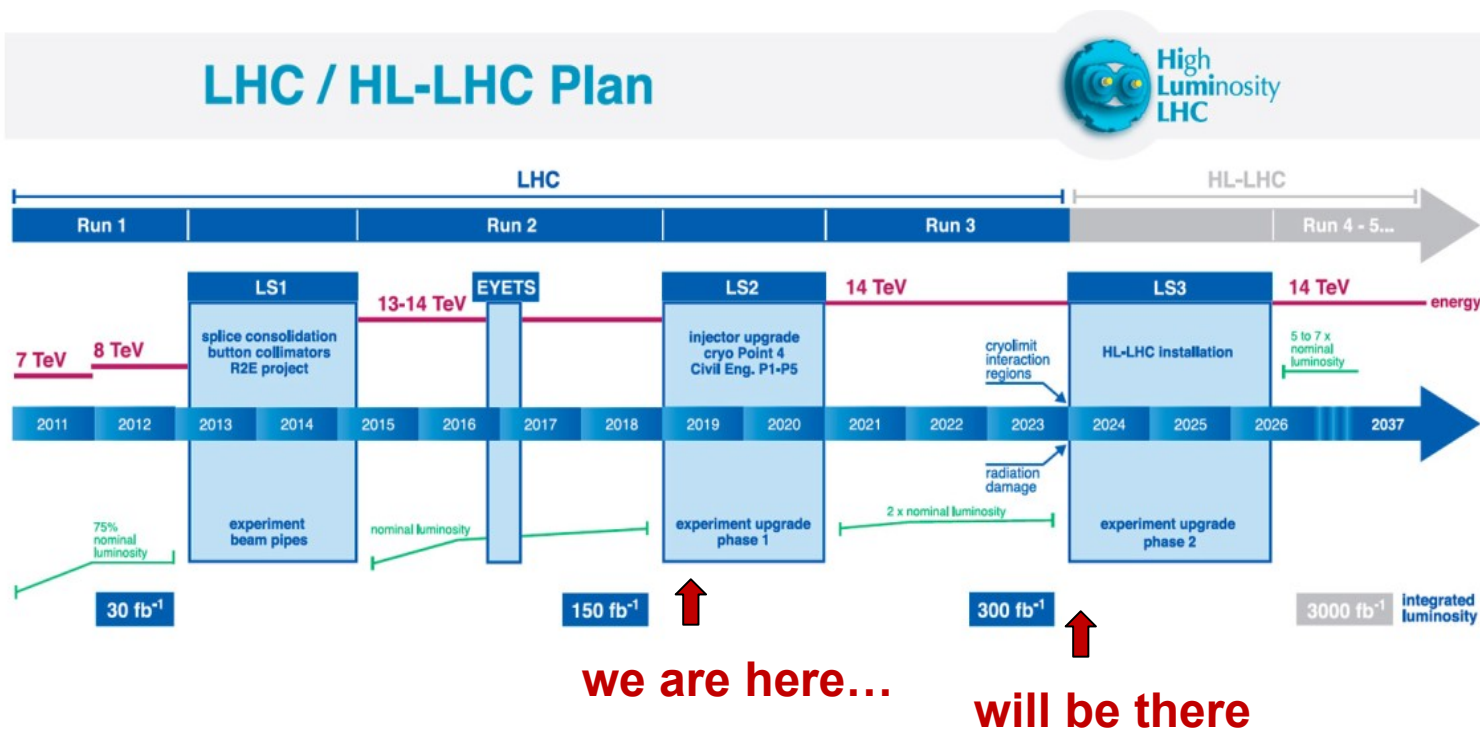 LHC / HL-LHC Plan
High
Luminosity
LHC
LHC
HL-LHC
Run 1
Run 2
Run 3
Run 4 - 5...
LS1
EYETS
LS2
LS3
13-14 TeV
14 TeV
14 TeV
energy
7 TeV
8 TeV
splice consolidation
button collimators
R2E project
injector upgrade
cryo Point 4
Civil Eng. P1-P5
cryolimit
interaction
regions
HL-LHC installation
5 to 7 x
nominal
luminosity
2011
2012
2013
2014
2015
2016
2017
2018
2019
2020
2021
2022
2023
2024
2025
2026
2037
radiation
damage
75%
nominal
luminosity
experiment
beam pipes
nominal luminosity
experiment upgrade
phase 1
2 x nominal luminosity
experiment upgrade
phase 2
30 fb⁻¹
150 fb⁻¹
300 fb⁻¹
3000 fb⁻¹
integrated
luminosity
we are here...
will be there